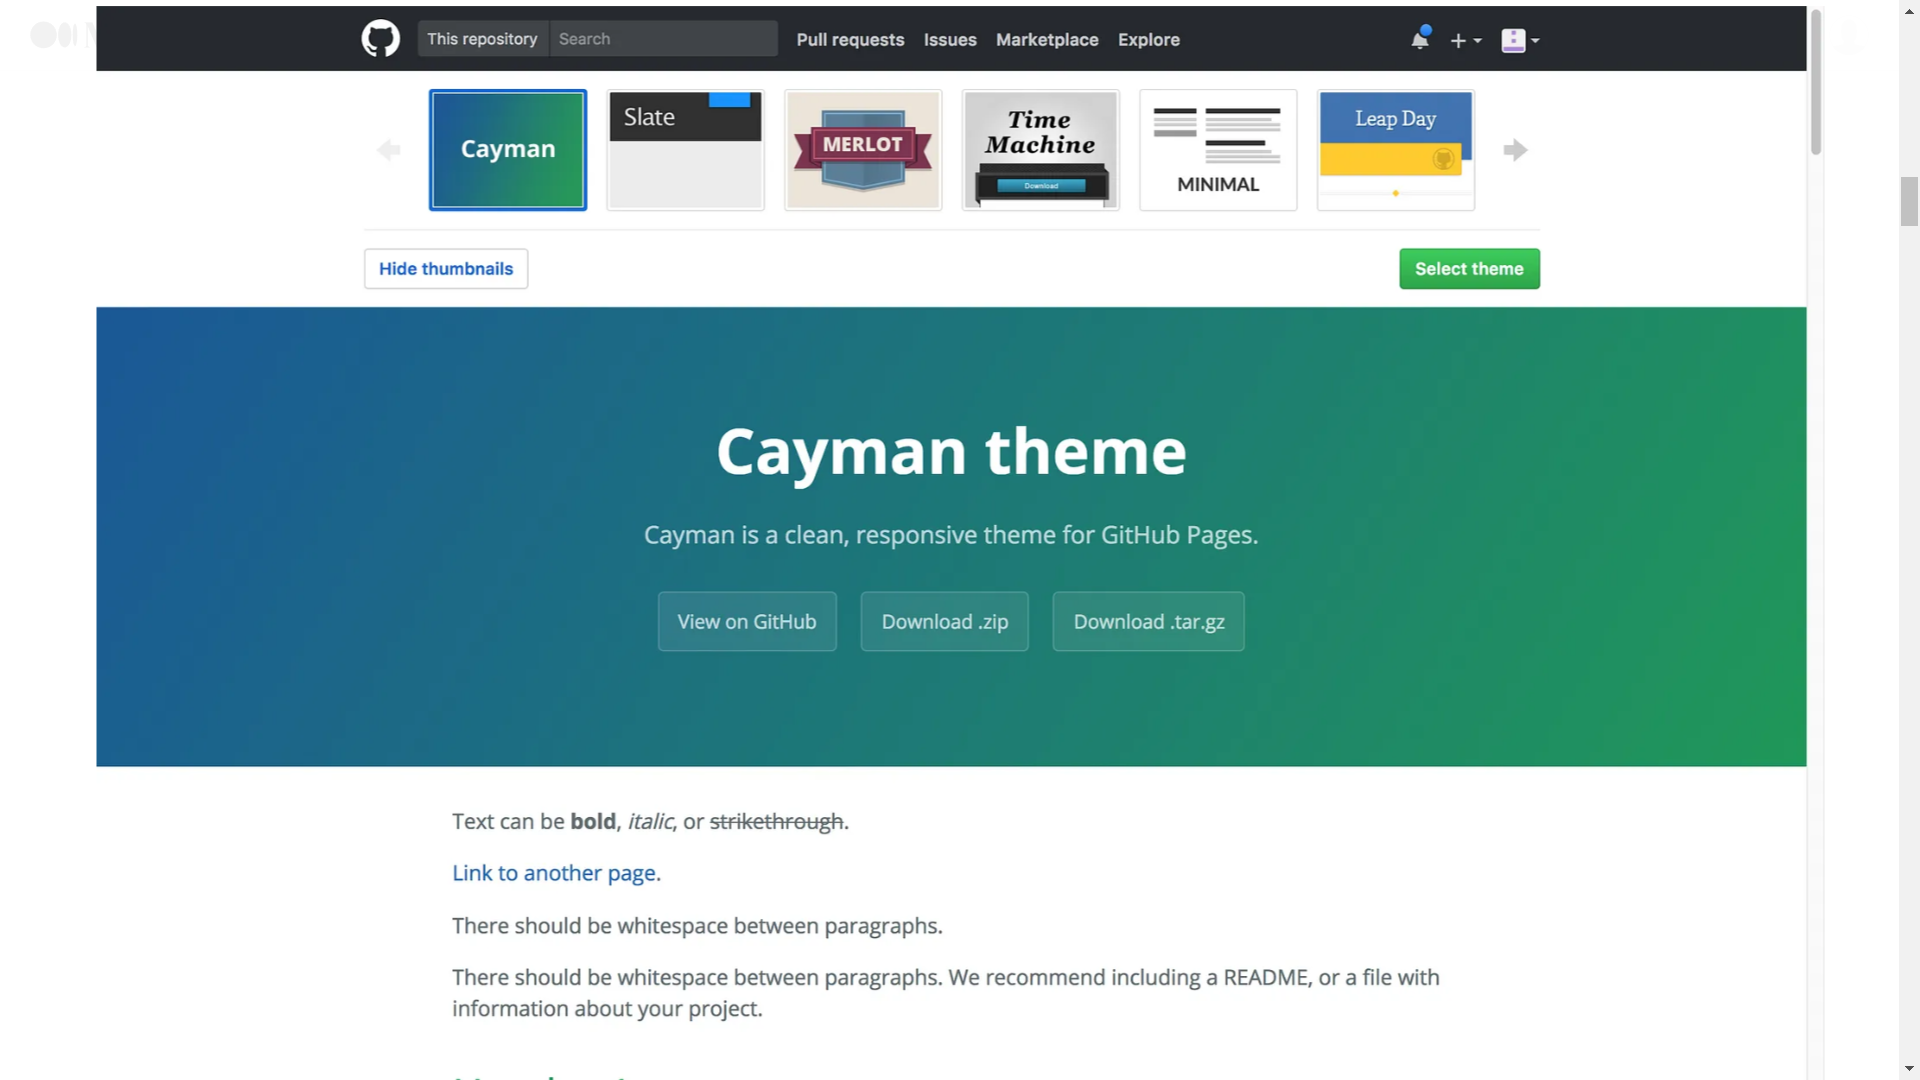 This repository Search Pull requests Issues Marketplace Explore
Cayman
Slate
MERLOT
Time
Machine
Download
MINIMAL
Leap Day
Hide thumbnails
Select theme
Cayman theme
Cayman is a clean, responsive theme for GitHub Pages.
View on GitHub
Download .zip
Download .tar.gz
Text can be bold, italic, or strikethrough.
Link to another page.
There should be whitespace between paragraphs.
There should be whitespace between paragraphs. We recommend including a README, or a file with
information about your project.